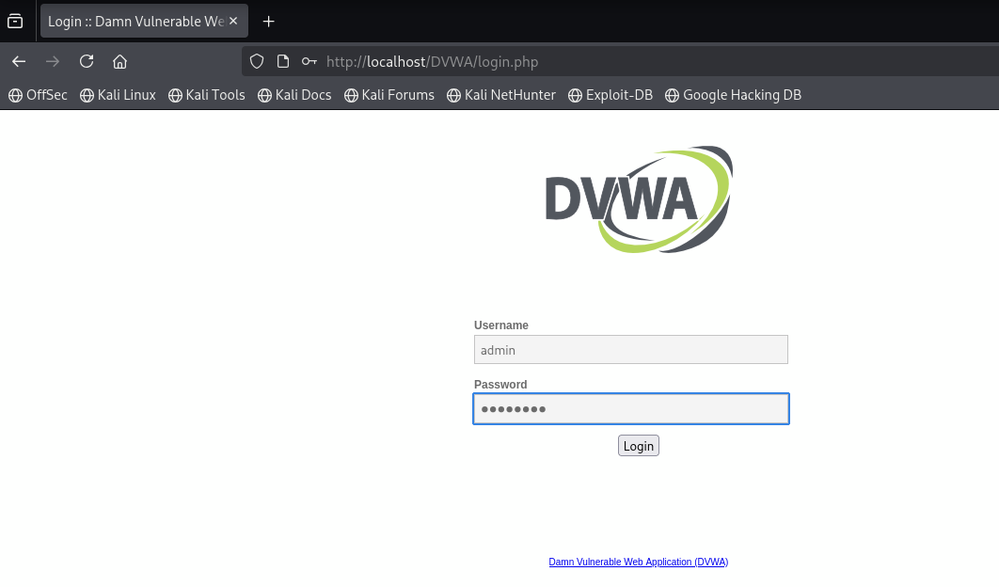 Login :: Damn Vulnerable We
http://localhost/DVWA/login.php
OffSec Kali Linux Kali Tools Kali Docs Kali Forums Kali NetHunter Exploit-DB Google Hacking DB
DVWA
Username
admin
Password
●●●●●●●●
Login
Damn Vulnerable Web Application (DVWA)